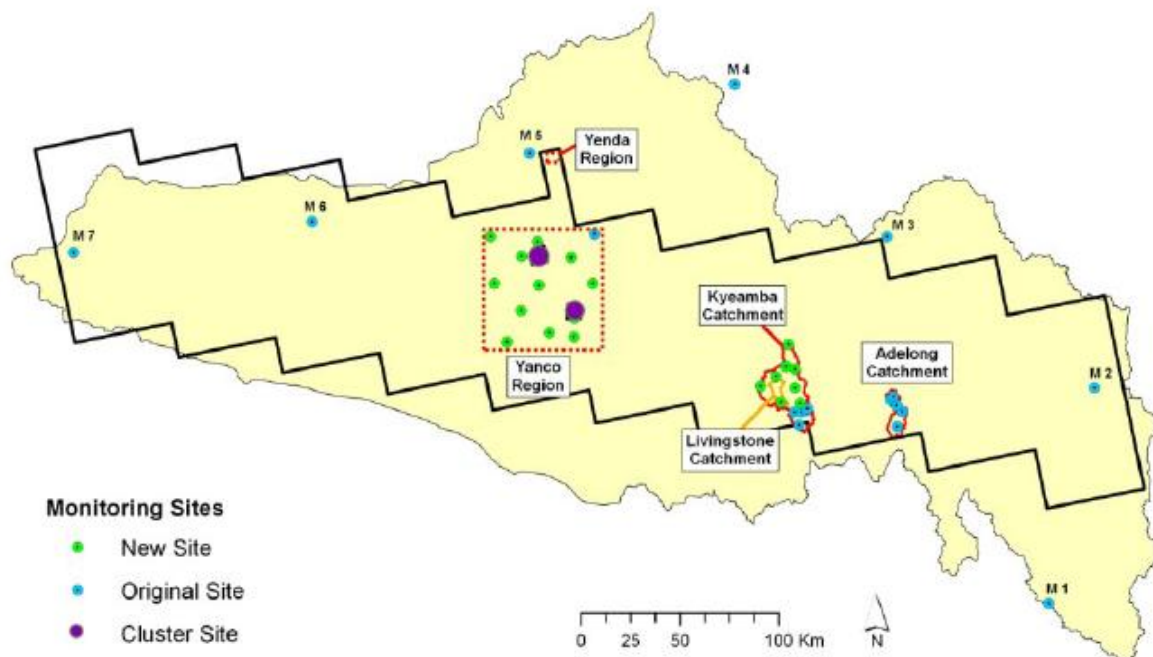 M 4
M 5
Yenda
Region
M 6
M 3
M 7
Kyeamba
Catchment
Adelong
Catchment
Yanco
Region
M 2
Livingstone
Catchment
Monitoring Sites
New Site
Original Site
Cluster Site
M 1
0 25 50 100 Km
N